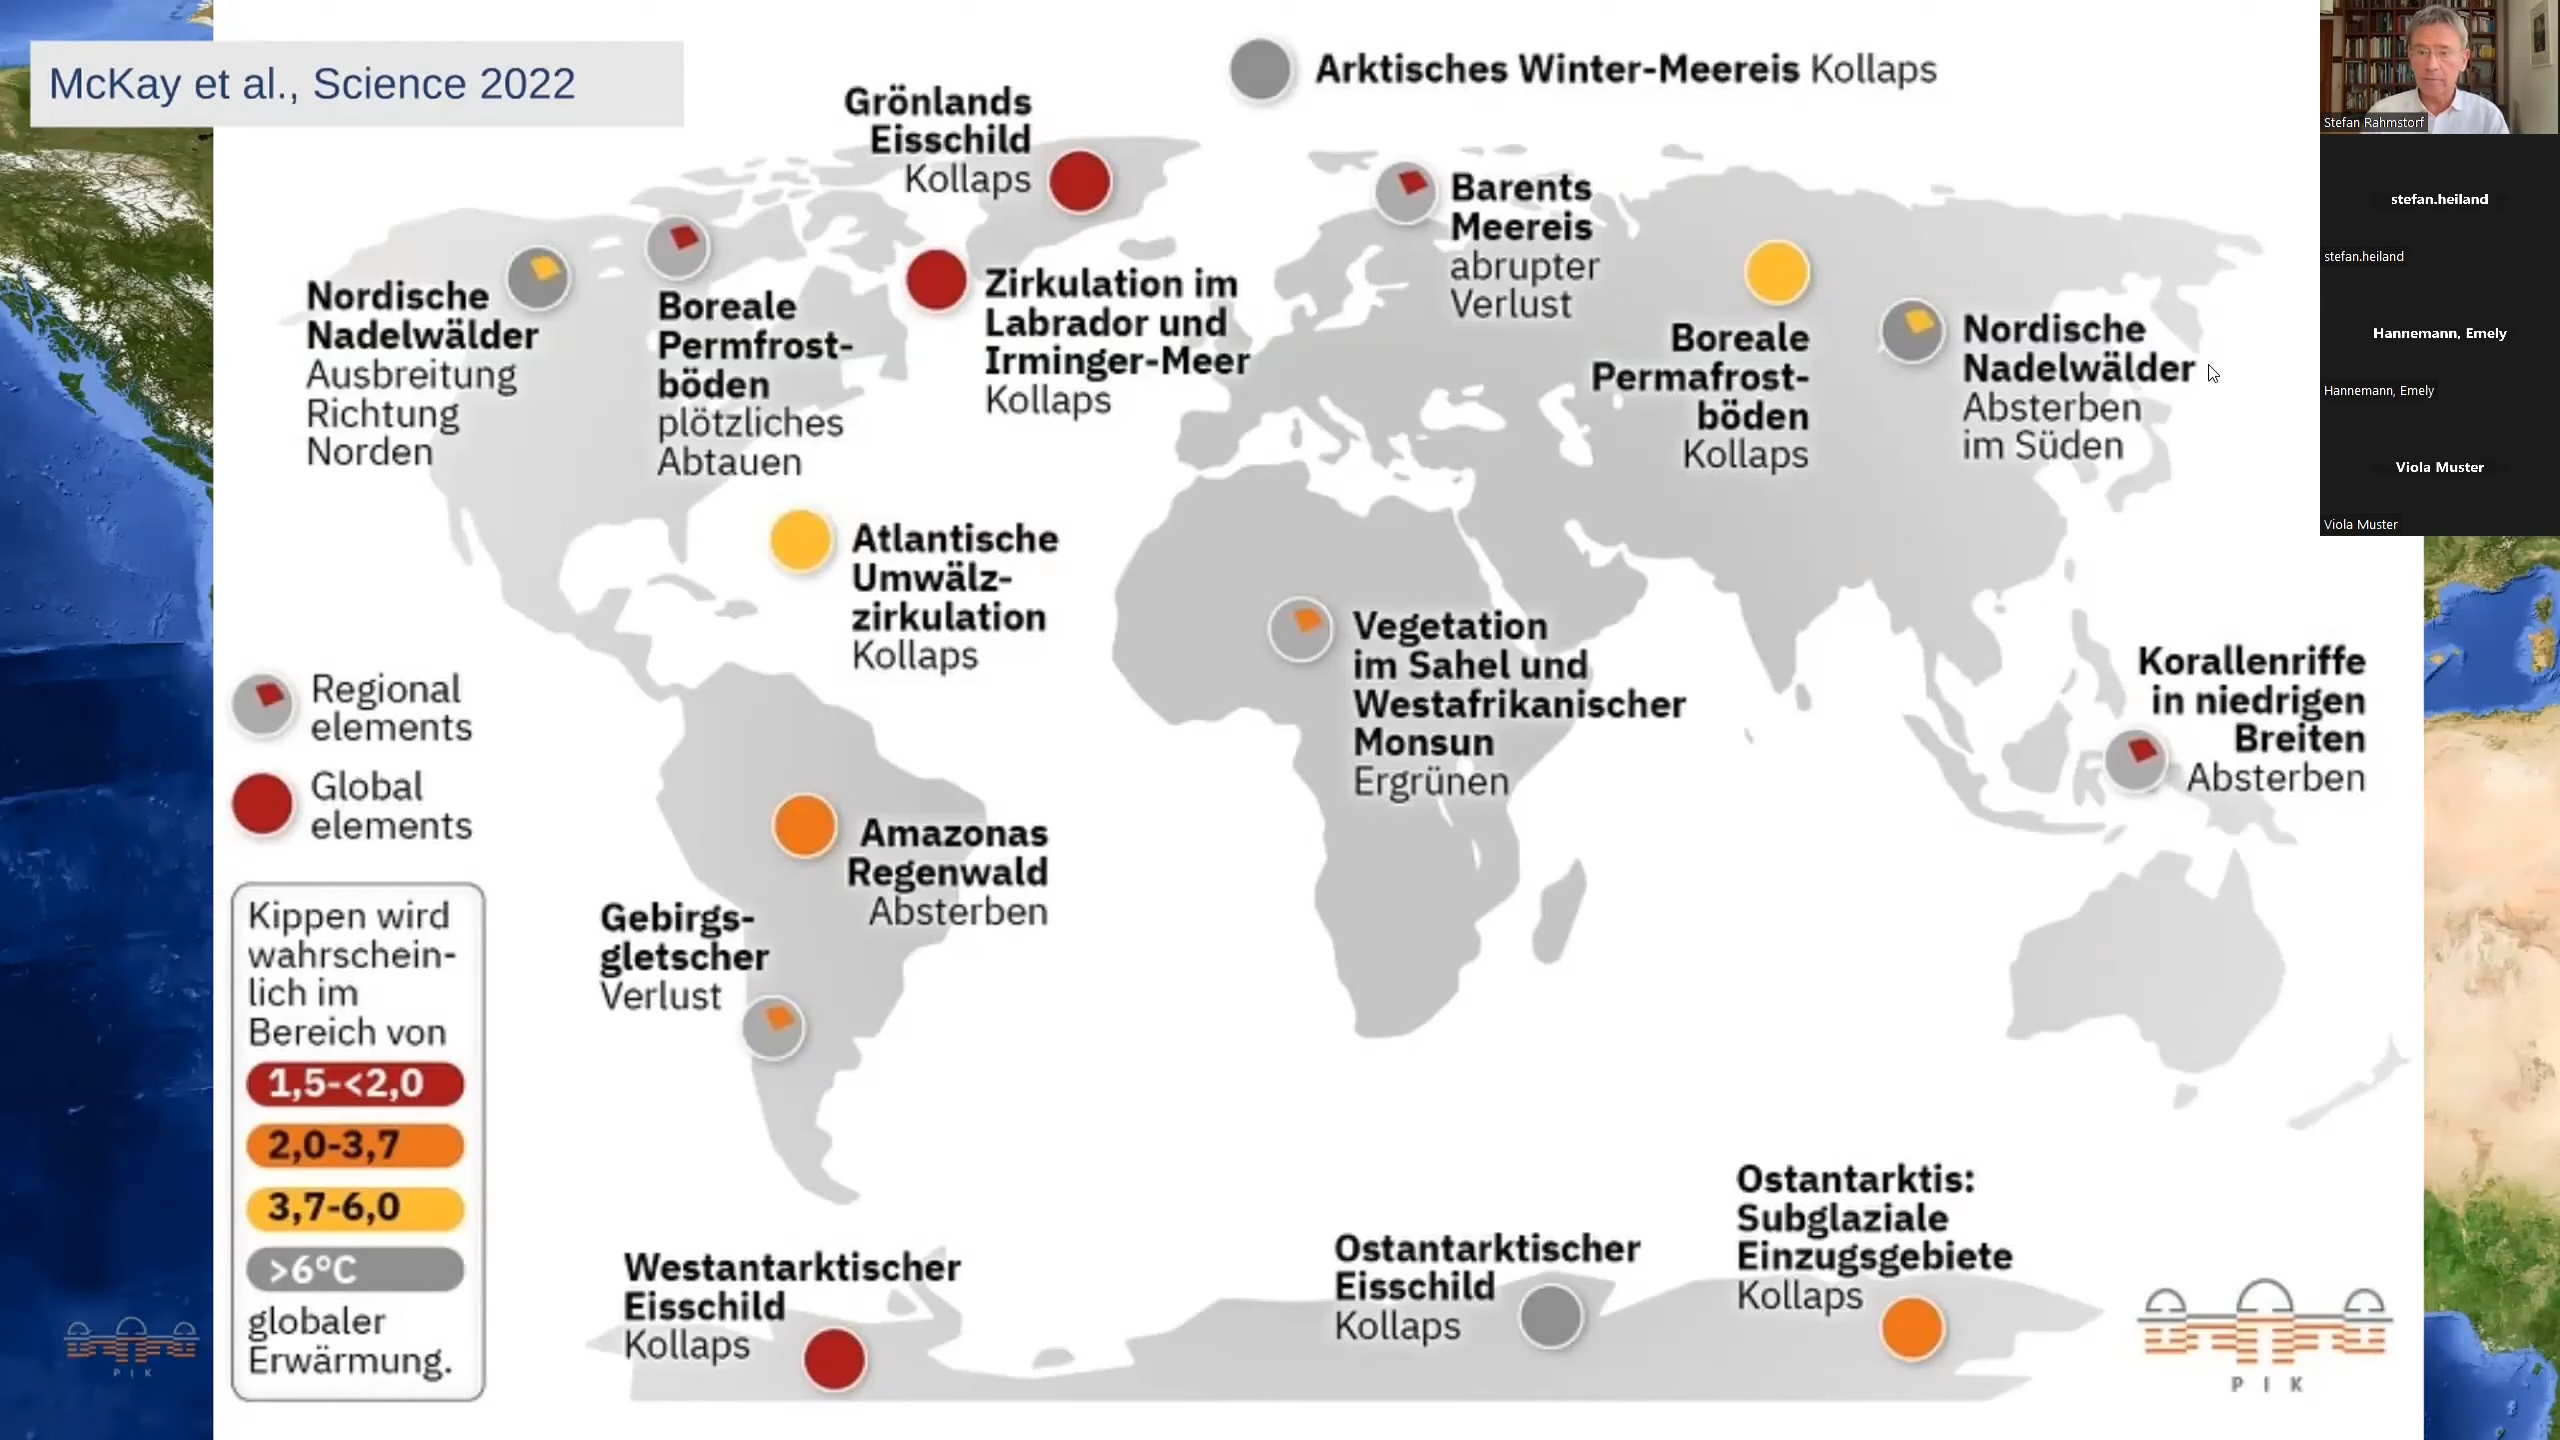 McKay et al., Science 2022
Arktisches Winter-Meereis Kollaps
Grönlands
Eisschild
Kollaps
Barents
Meereis
abrupter
Verlust
Nordische
Nadelwälder
Ausbreitung
Richtung
Norden
Boreale
Permfrost-
böden
plötzliches
Abtauen
Zirkulation im
Labrador und
Irminger-Meer
Kollaps
Boreale
Permafrost-
böden
Kollaps
Nordische
Nadelwälder
Absterben
im Süden
Atlantische
Umwälz-
zirkulation
Kollaps
Vegetation
im Sahel und
Westafrikanischer
Monsun
Ergrünen
Korallenriffe
in niedrigen
Breiten
Absterben
Regional
elements
Global
elements
Amazonas
Regenwald
Absterben
Gebirgs-
gletscher
Verlust
Kippen wird
wahrschein-
lich im
Bereich von
1,5-<2,0
2,0-3,7
3,7-6,0
>6°C
globaler
Erwärmung.
Westantarktischer
Eisschild
Kollaps
Ostantarktischer
Eisschild
Kollaps
Ostantarktis:
Subglaziale
Einzugsgebiete
Kollaps
PIK
PIK
Stefan Rahmstorf
stefan.heiland
stefan.heiland
Hannemann, Emely
Hannemann, Emely
Viola Muster
Viola Muster